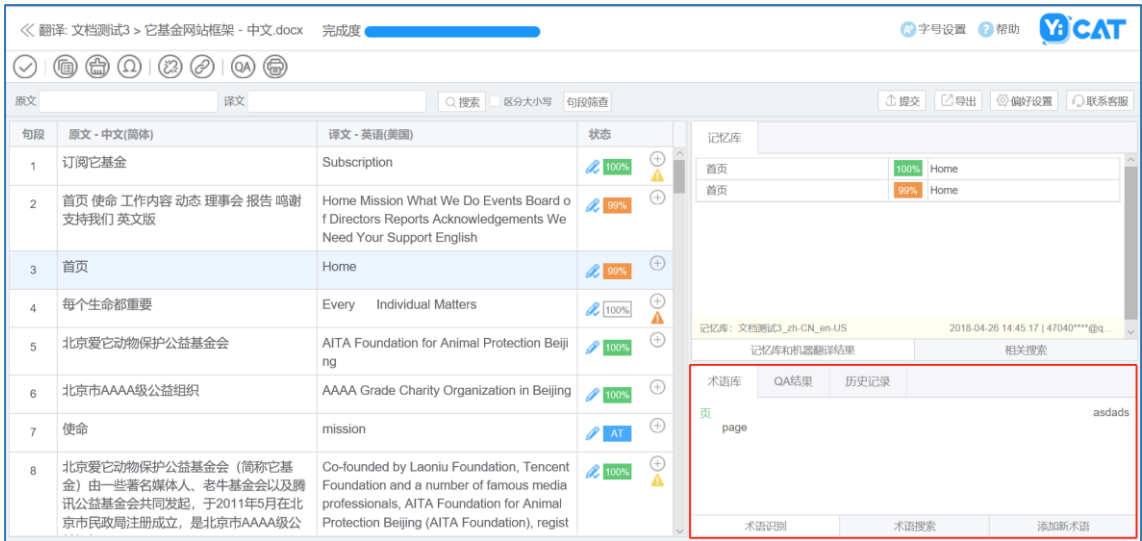 翻译: 文档测试3 > 它基金网站框架 - 中文.docx 完成度
A 字号设置 ? 帮助 Yi CAT
Ω QA
原文 译文 搜索 区分大小写 句段筛查 提交 导出 偏好设置 联系客服
句段 原文 - 中文(简体) 译文 - 英语(美国) 状态
1 订阅它基金 Subscription 100%
2 首页 使命 工作内容 动态 理事会 报告 鸣谢 Home Mission What We Do Events Board o 99%
支持我们 英文版 f Directors Reports Acknowledgements We
Need Your Support English
3 首页 Home 99%
4 每个生命都重要 Every Individual Matters 100%
5 北京爱它动物保护公益基金会 AITA Foundation for Animal Protection Beiji 100%
ng
6 北京市AAAA级公益组织 AAAA Grade Charity Organization in Beijing 100%
7 使命 mission AT
8 北京爱它动物保护公益基金会（简称它基 Co-founded by Laoniu Foundation, Tencent 100%
金）由一些著名媒体人、老牛基金会以及腾 Foundation and a number of famous media
讯公益基金会共同发起，于2011年5月在北 professionals, AITA Foundation for Animal
京市民政局注册成立，是北京市AAAA级公 Protection Beijing (AITA Foundation), regist
记忆库
首页 100% Home
首页 99% Home
记忆库：文档测试3_zh-CN_en-US 2018-04-26 14:45:17 | 47040****@q...
记忆库和机器翻译结果 相关搜索
术语库 QA结果 历史记录
页 asdads
page
术语识别 术语搜索 添加新术语